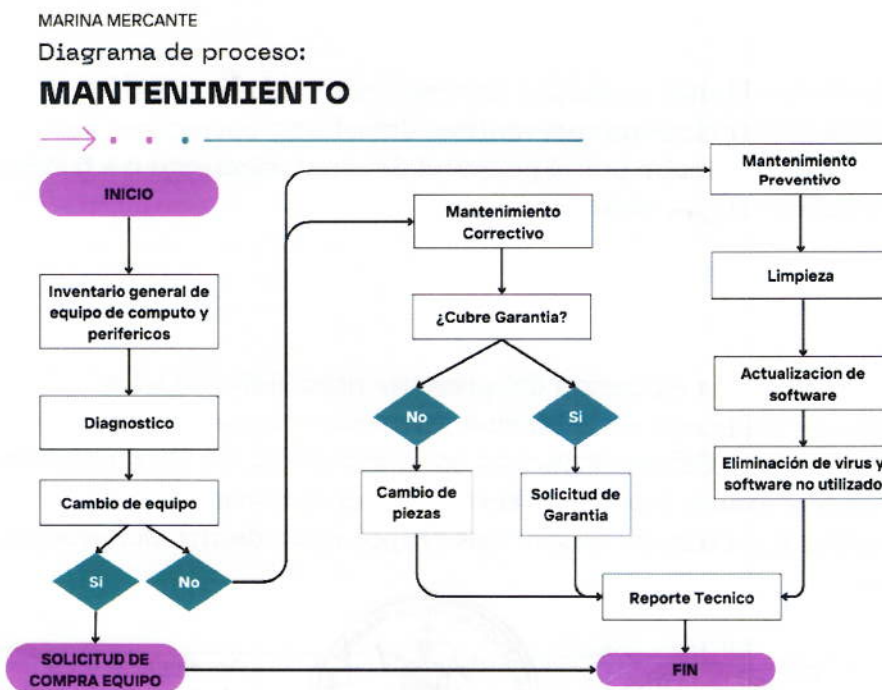 MARINA MERCANTE
Diagrama de proceso:
MANTENIMIENTO
INICIO
Inventario general de
equipo de computo y
perifericos
Diagnostico
Cambio de equipo
Si
No
SOLICITUD DE
COMPRA EQUIPO
Mantenimiento
Correctivo
¿Cubre Garantia?
No
Si
Cambio de
piezas
Solicitud de
Garantia
Mantenimiento
Preventivo
Limpieza
Actualizacion de
software
Eliminación de virus y
software no utilizado
Reporte Tecnico
FIN